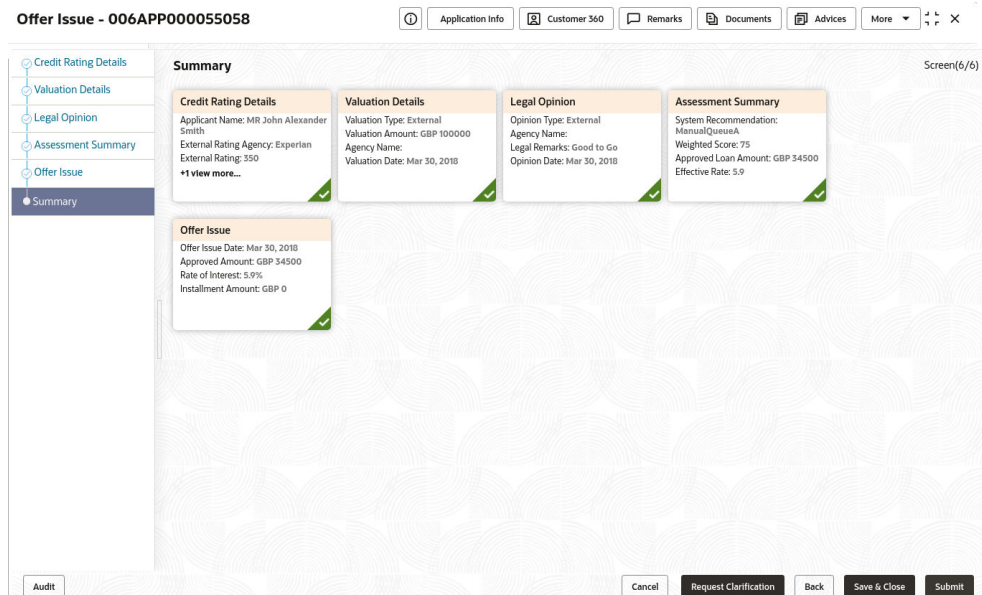 Offer Issue - 006APP000055058
Application Info
Customer 360
Remarks
Documents
Advices
More
Credit Rating Details
Valuation Details
Legal Opinion
Assessment Summary
Offer Issue
Summary
Summary
Screen(6/6)
Credit Rating Details
Applicant Name: MR John Alexander
Smith
External Rating Agency: Experian
External Rating: 350
+1 view more...
Valuation Details
Valuation Type: External
Valuation Amount: GBP 100000
Agency Name:
Valuation Date: Mar 30, 2018
Legal Opinion
Opinion Type: External
Agency Name:
Legal Remarks: Good to Go
Opinion Date: Mar 30, 2018
Assessment Summary
System Recommendation:
ManualQueueA
Weighted Score: 75
Approved Loan Amount: GBP 34500
Effective Rate: 5.9
Offer Issue
Offer Issue Date: Mar 30, 2018
Approved Amount: GBP 34500
Rate of Interest: 5.9%
Installment Amount: GBP 0
Audit
Cancel
Request Clarification
Back
Save & Close
Submit